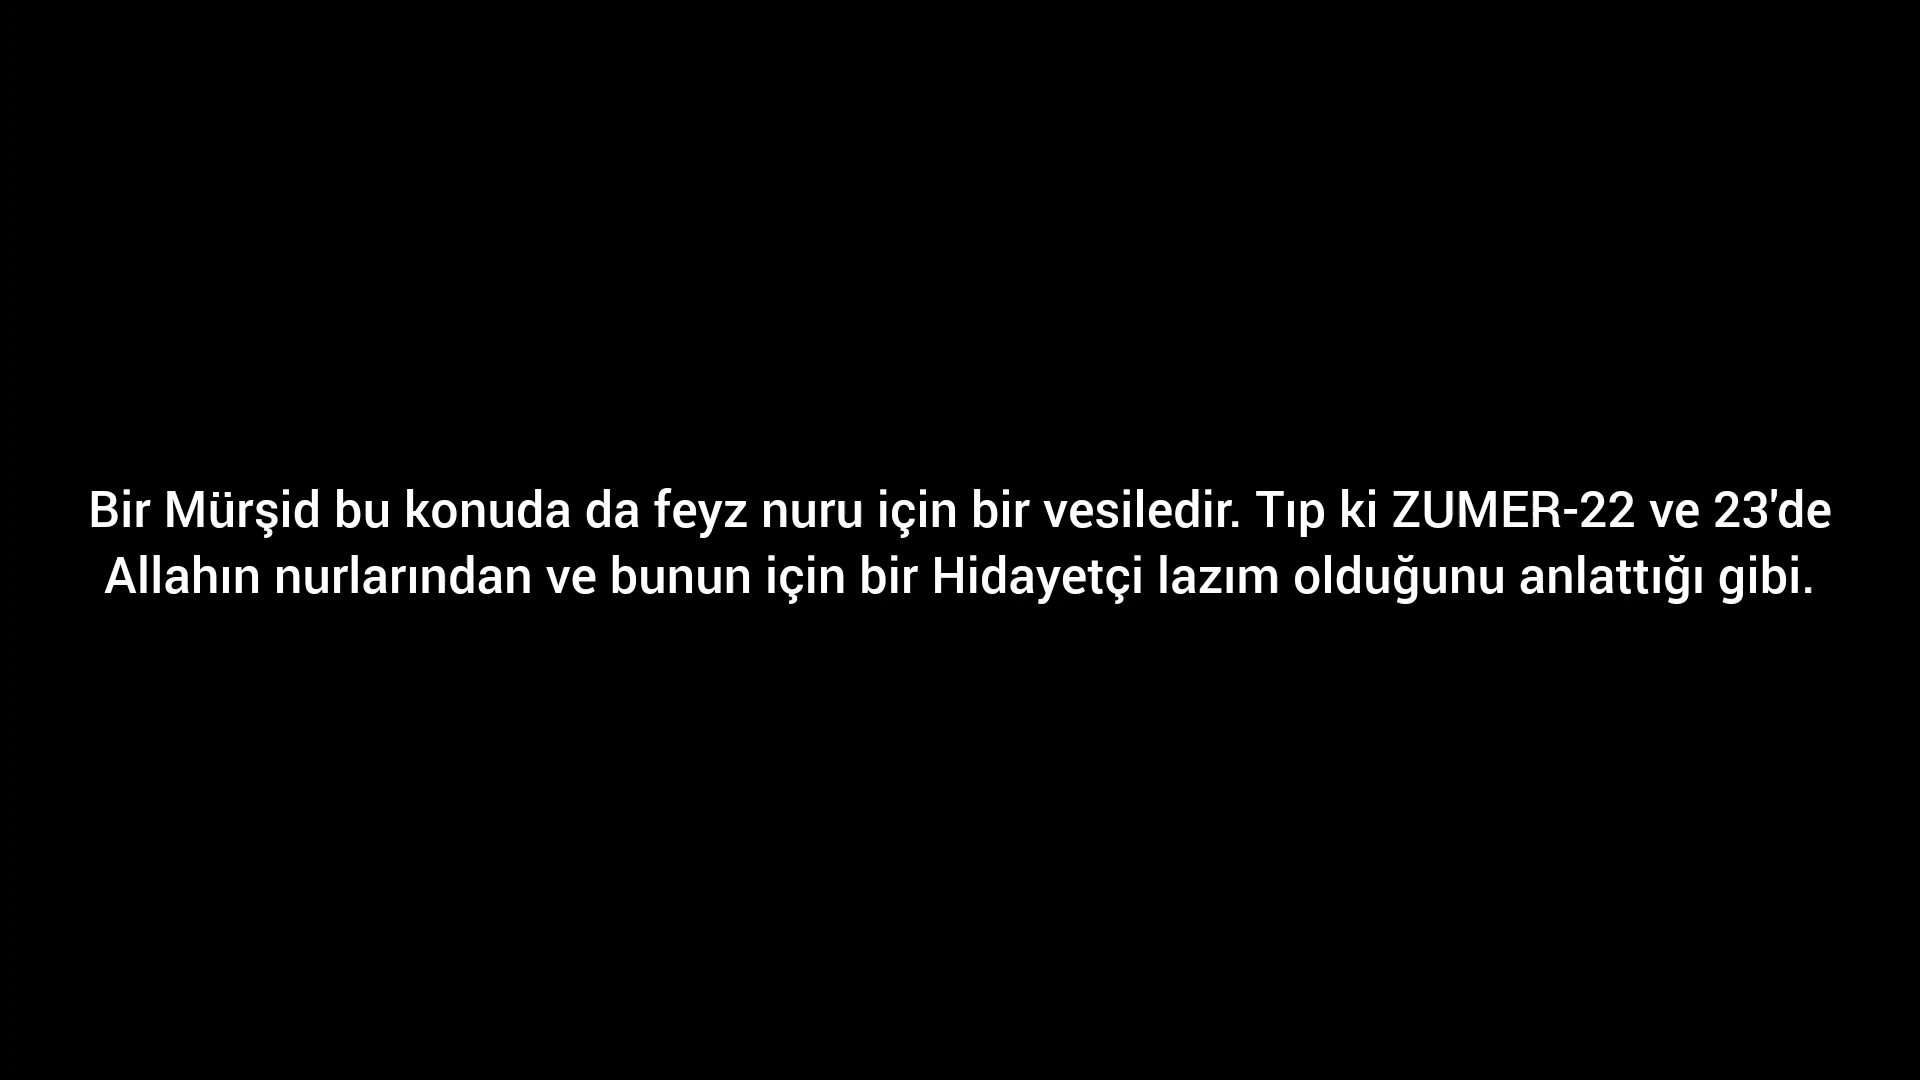 Bir Mürşid bu konuda da feyz nuru için bir vesiledir. Tıp ki ZUMER-22 ve 23'de
Allahın nurlarından ve bunun için bir Hidayetçi lazım olduğunu anlattığı gibi.